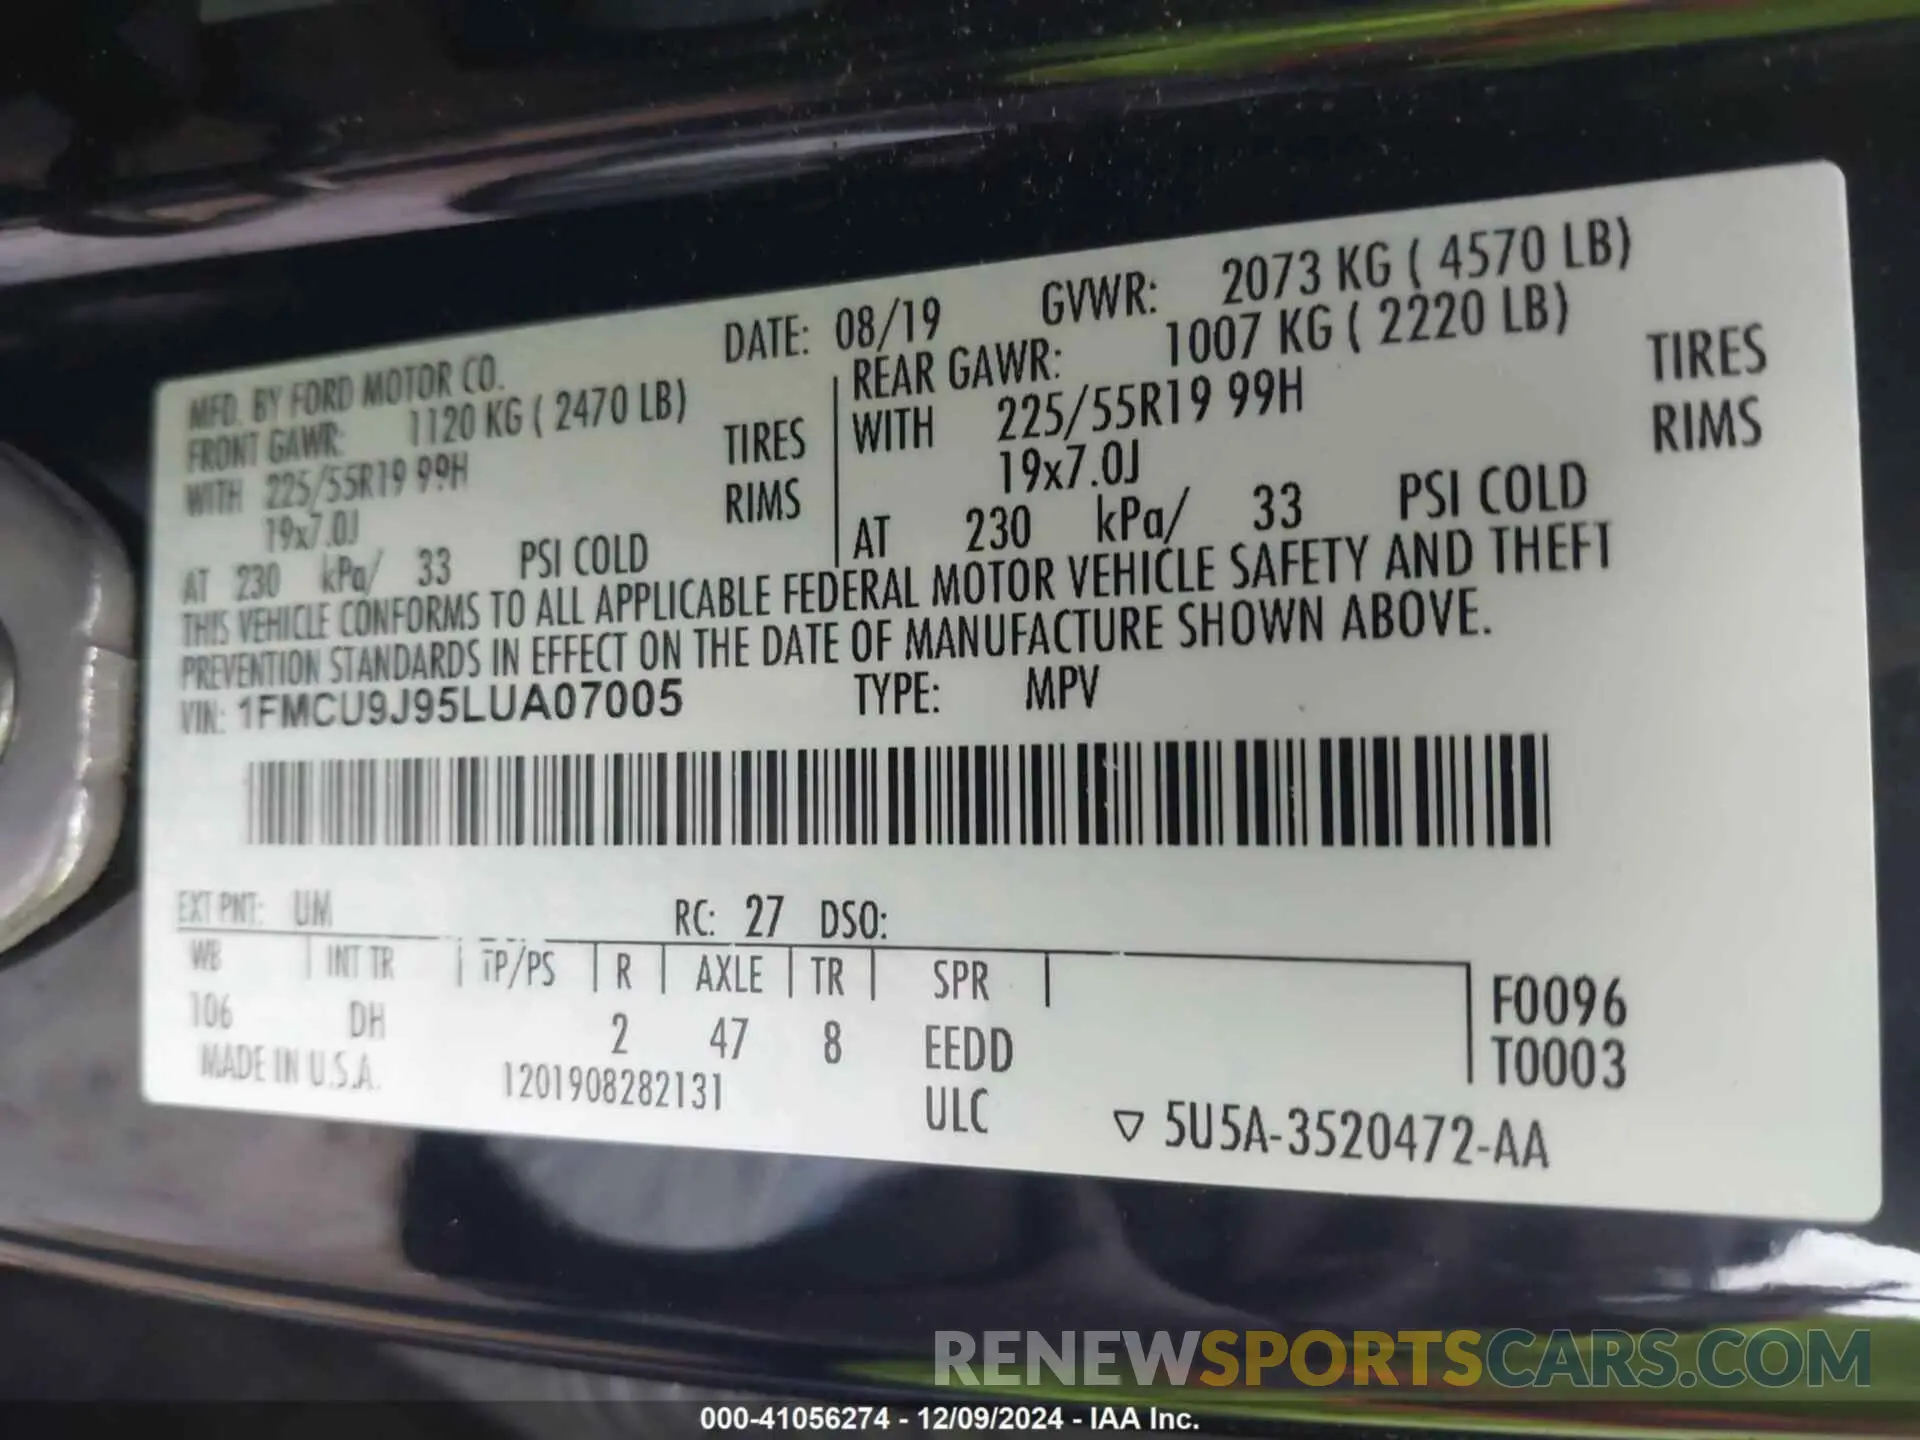 MFD. BY FORD MOTOR CO. DATE: 08/19 GVWR: 2073 KG ( 4570 LB)
FRONT GAWR: 1120 KG ( 2470 LB) REAR GAWR: 1007 KG ( 2220 LB)
WITH 225/55R19 99H TIRES WITH 225/55R19 99H TIRES
19x7.0J RIMS 19x7.0J RIMS
AT 230 kPa/ 33 PSI COLD AT 230 kPa/ 33 PSI COLD
THIS VEHICLE CONFORMS TO ALL APPLICABLE FEDERAL MOTOR VEHICLE SAFETY AND THEFT
PREVENTION STANDARDS IN EFFECT ON THE DATE OF MANUFACTURE SHOWN ABOVE.
VIN: 1FMCU9J95LUA07005 TYPE: MPV
EXT PNT: UM RC: 27 DSO:
WB INT TR TP/PS R AXLE TR SPR F0096
106 DH 2 47 8 EEDD T0003
MADE IN U.S.A. 1201908282131 ULC ▽ 5U5A-3520472-AA
RENEWSPORTSCARS.COM
000-41056274 - 12/09/2024 - IAA Inc.